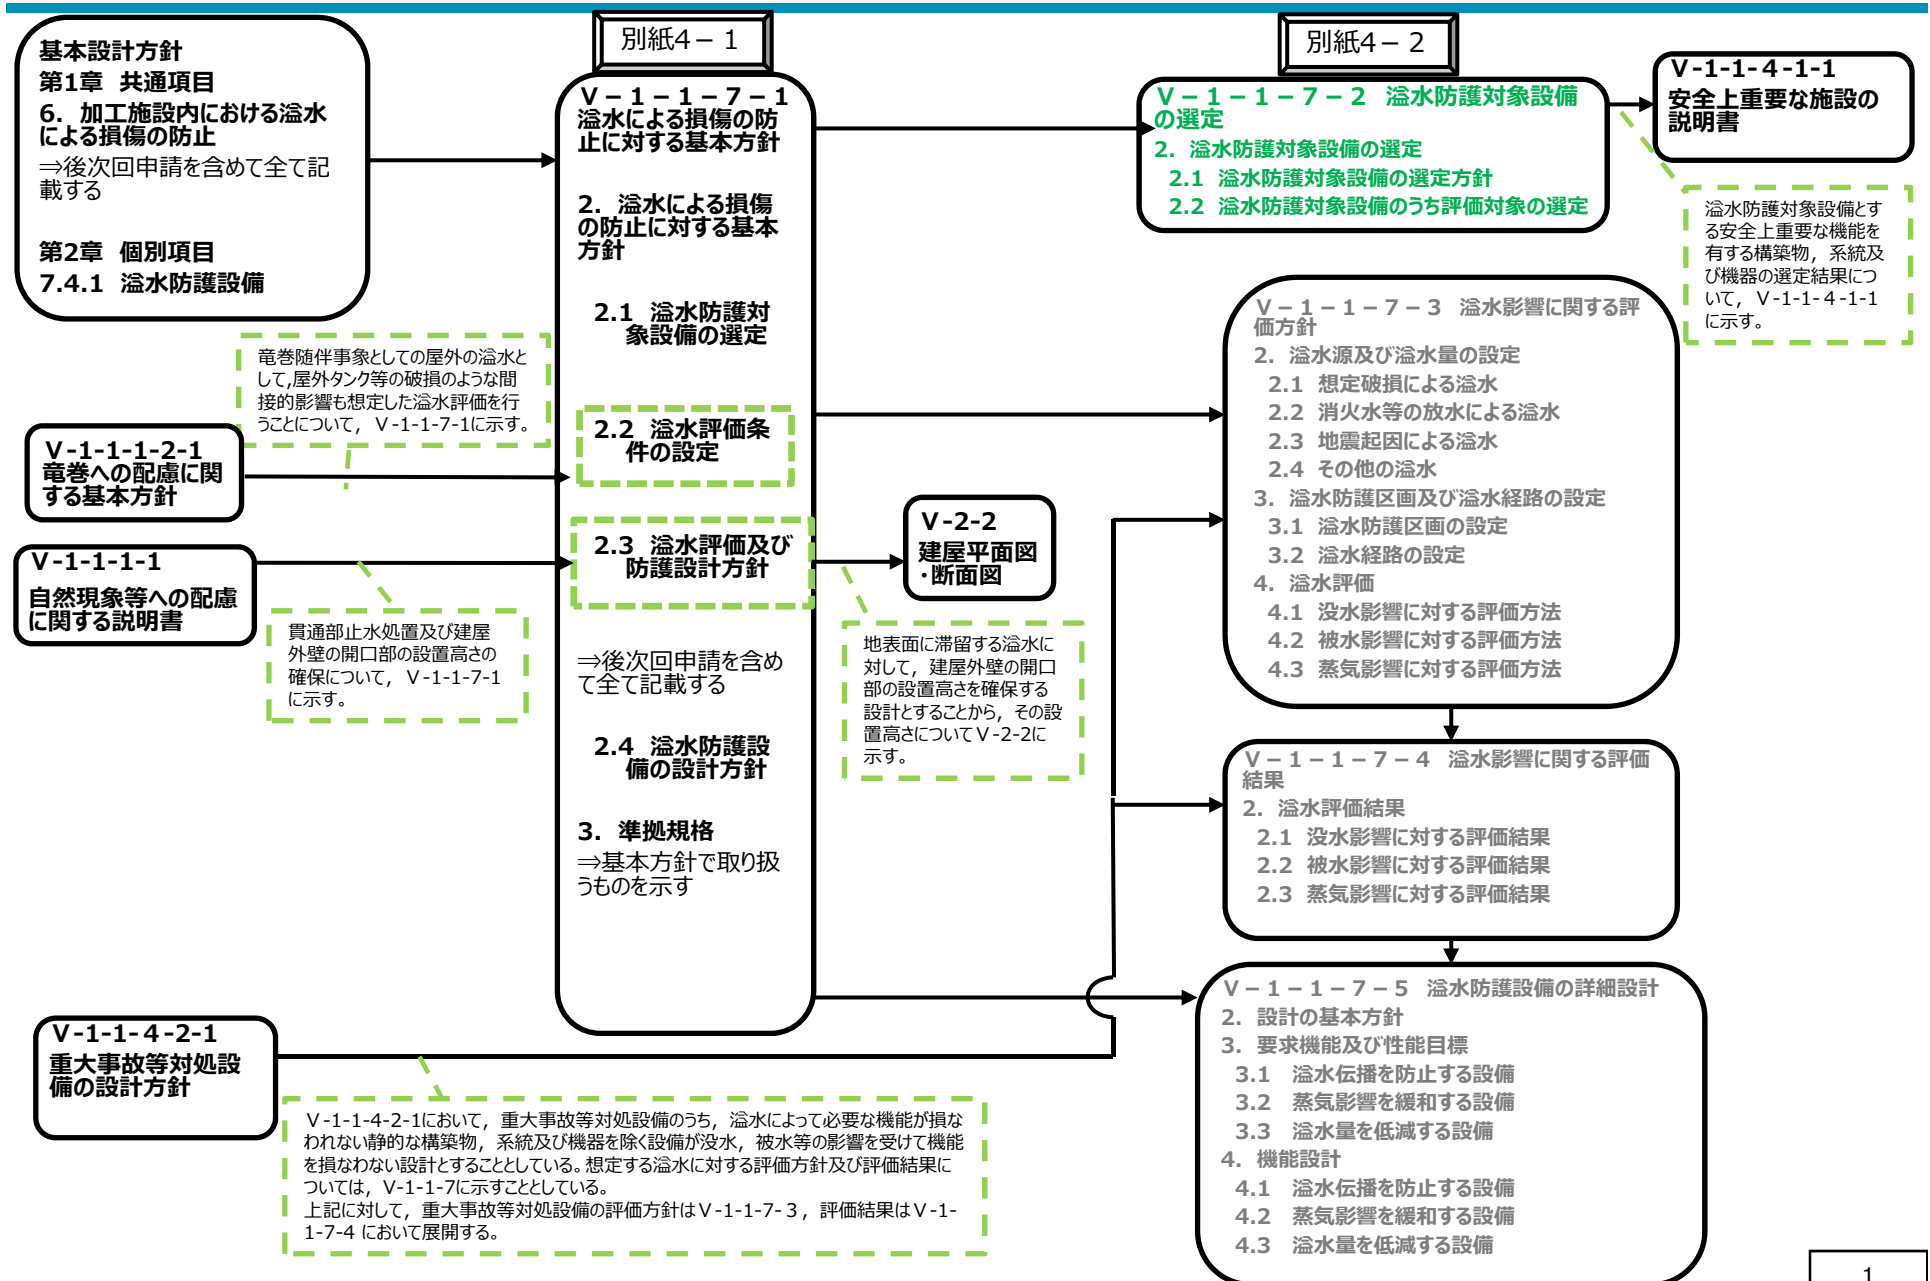 基本設計方針
第1章 共通項目
6. 加工施設内における溢水
による損傷の防止
⇒後次回申請を含めて全て記
載する
第2章 個別項目
7.4.1 溢水防護設備
竜巻随伴事象としての屋外の溢水と
して,屋外タンク等の破損のような間
接的影響も想定した溢水評価を行
うことについて，Ⅴ-1-1-7-1に示す。
Ⅴ-1-1-1-2-1
竜巻への配慮に関
する基本方針
Ⅴ-1-1-1-1
自然現象等への配慮
に関する説明書
貫通部止水処置及び建屋
外壁の開口部の設置高さの
確保について，Ⅴ-1-1-7-1
に示す。
Ⅴ-1-1-4-2-1
重大事故等対処設
備の設計方針
Ⅴ-1-1-4-2-1において，重大事故等対処設備のうち，溢水によって必要な機能が損な
われない静的な構築物，系統及び機器を除く設備が没水，被水等の影響を受けて機能
を損なわない設計とすることとしている。想定する溢水に対する評価方針及び評価結果に
ついては，Ⅴ-1-1-7に示すこととしている。
上記に対して，重大事故等対処設備の評価方針はⅤ-1-1-7-３，評価結果はⅤ-1-
1-7-4 において展開する。
別紙4－1
Ⅴ－1－1－7－1
溢水による損傷の防
止に対する基本方針
2. 溢水による損傷
の防止に対する基本
方針
2.1 溢水防護対
象設備の選定
2.2 溢水評価条
件の設定
2.3 溢水評価及び
防護設計方針
⇒後次回申請を含め
て全て記載する
2.4 溢水防護設
備の設計方針
3. 準拠規格
⇒基本方針で取り扱
うものを示す
Ⅴ-2-2
建屋平面図
・断面図
地表面に滞留する溢水に
対して，建屋外壁の開口
部の設置高さを確保する
設計とすることから，その設
置高さについてⅤ-2-2に
示す。
別紙4－2
Ⅴ－1－1－7－2 溢水防護対象設備
の選定
2. 溢水防護対象設備の選定
2.1 溢水防護対象設備の選定方針
2.2 溢水防護対象設備のうち評価対象の選定
Ⅴ-1-1-4-1-1
安全上重要な施設の
説明書
溢水防護対象設備とす
る安全上重要な機能を
有する構築物，系統及
び機器の選定結果につ
いて，Ⅴ-1-1-４-1-1
に示す。
Ⅴ－1－1－7－3 溢水影響に関する評
価方針
2. 溢水源及び溢水量の設定
2.1 想定破損による溢水
2.2 消火水等の放水による溢水
2.3 地震起因による溢水
2.4 その他の溢水
3. 溢水防護区画及び溢水経路の設定
3.1 溢水防護区画の設定
3.2 溢水経路の設定
4. 溢水評価
4.1 没水影響に対する評価方法
4.2 被水影響に対する評価方法
4.3 蒸気影響に対する評価方法
Ⅴ－1－1－7－4 溢水影響に関する評価
結果
2. 溢水評価結果
2.1 没水影響に対する評価結果
2.2 被水影響に対する評価結果
2.3 蒸気影響に対する評価結果
Ⅴ－1－1－7－5 溢水防護設備の詳細設計
2. 設計の基本方針
3. 要求機能及び性能目標
3.1 溢水伝播を防止する設備
3.2 蒸気影響を緩和する設備
3.3 溢水量を低減する設備
4. 機能設計
4.1 溢水伝播を防止する設備
4.2 蒸気影響を緩和する設備
4.3 溢水量を低減する設備
1